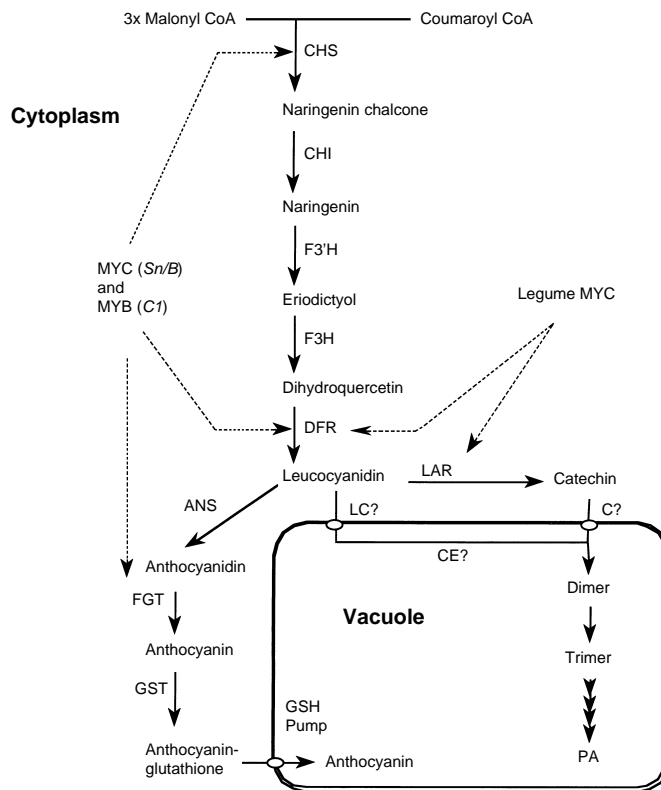 3x Malonyl CoA
Coumaroyl CoA
CHS
Cytoplasm
Naringenin chalcone
CHI
Naringenin
F3'H
MYC (Sn/B)
and
MYB (C1)
Eriodictyol
Legume MYC
F3H
Dihydroquercetin
DFR
Leucocyanidin
LAR
Catechin
ANS
LC?
C?
CE?
Anthocyanidin
Dimer
FGT
Vacuole
Anthocyanin
Trimer
GST
GSH
Pump
Anthocyanin-
glutathione
Anthocyanin
PA